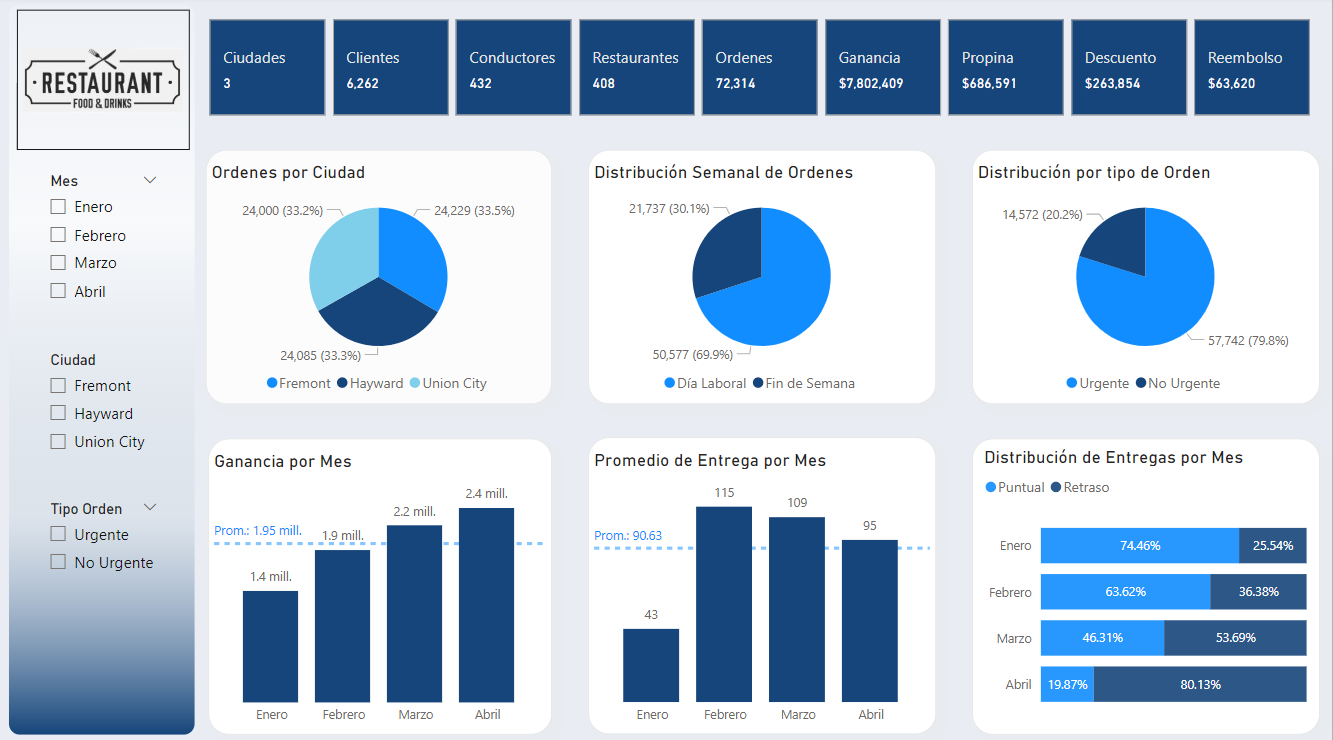 RESTAURANT
FOOD & DRINKS
Ciudades
3
Clientes
6,262
Conductores
432
Restaurantes
408
Ordenes
72,314
Ganancia
$7,802,409
Propina
$686,591
Descuento
$263,854
Reembolso
$63,620
Mes
Enero
Febrero
Marzo
Abril
Ciudad
Fremont
Hayward
Union City
Tipo Orden
Urgente
No Urgente
Ordenes por Ciudad
24,000 (33.2%)
24,229 (33.5%)
24,085 (33.3%)
Fremont Hayward Union City
Distribución Semanal de Ordenes
21,737 (30.1%)
50,577 (69.9%)
Día Laboral Fin de Semana
Distribución por tipo de Orden
14,572 (20.2%)
57,742 (79.8%)
Urgente No Urgente
Ganancia por Mes
2.4 mill.
2.2 mill.
Prom.: 1.95 mill.
1.9 mill.
1.4 mill.
Enero Febrero Marzo Abril
Promedio de Entrega por Mes
115
109
95
Prom.: 90.63
43
Enero Febrero Marzo Abril
Distribución de Entregas por Mes
Puntual Retraso
Enero 74.46% 25.54%
Febrero 63.62% 36.38%
Marzo 46.31% 53.69%
Abril 19.87% 80.13%